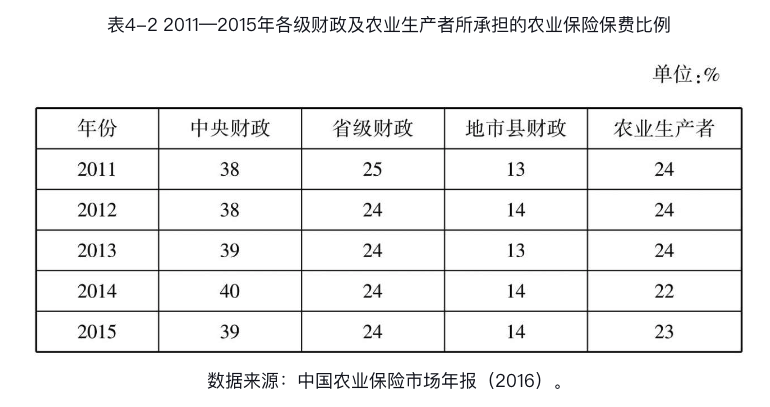 表4-2 2011—2015年各级财政及农业生产者所承担的农业保险保费比例
单位:%
年份 中央财政 省级财政 地市县财政 农业生产者
2011 38 25 13 24
2012 38 24 14 24
2013 39 24 13 24
2014 40 24 14 22
2015 39 24 14 23
数据来源：中国农业保险市场年报（2016）。